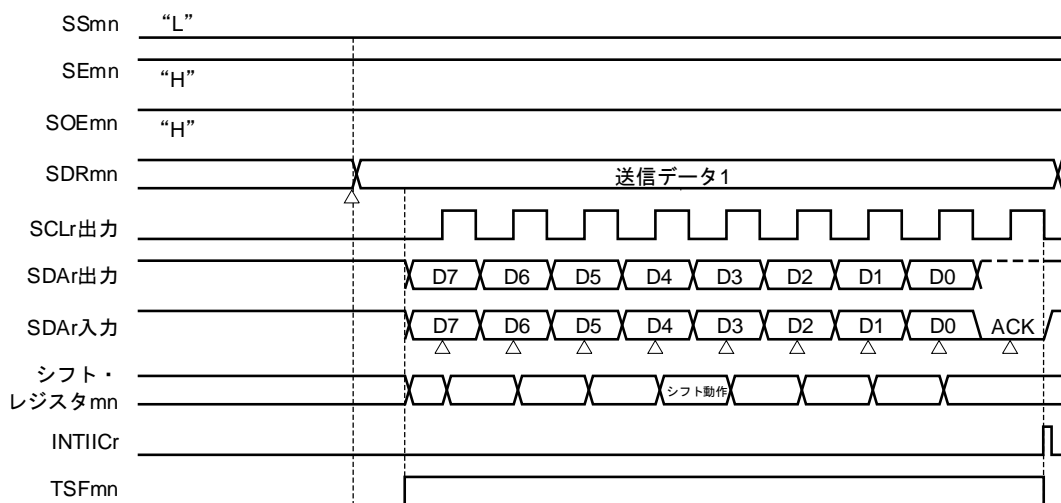 SSmn “L”
SEmn “H”
SOEmn “H”
SDRmn 送信データ1
SCLr出力
SDAr出力 D7 D6 D5 D4 D3 D2 D1 D0
SDAr入力 D7 D6 D5 D4 D3 D2 D1 D0 ACK
シフト・
レジスタmn シフト動作
INTIICr
TSFmn